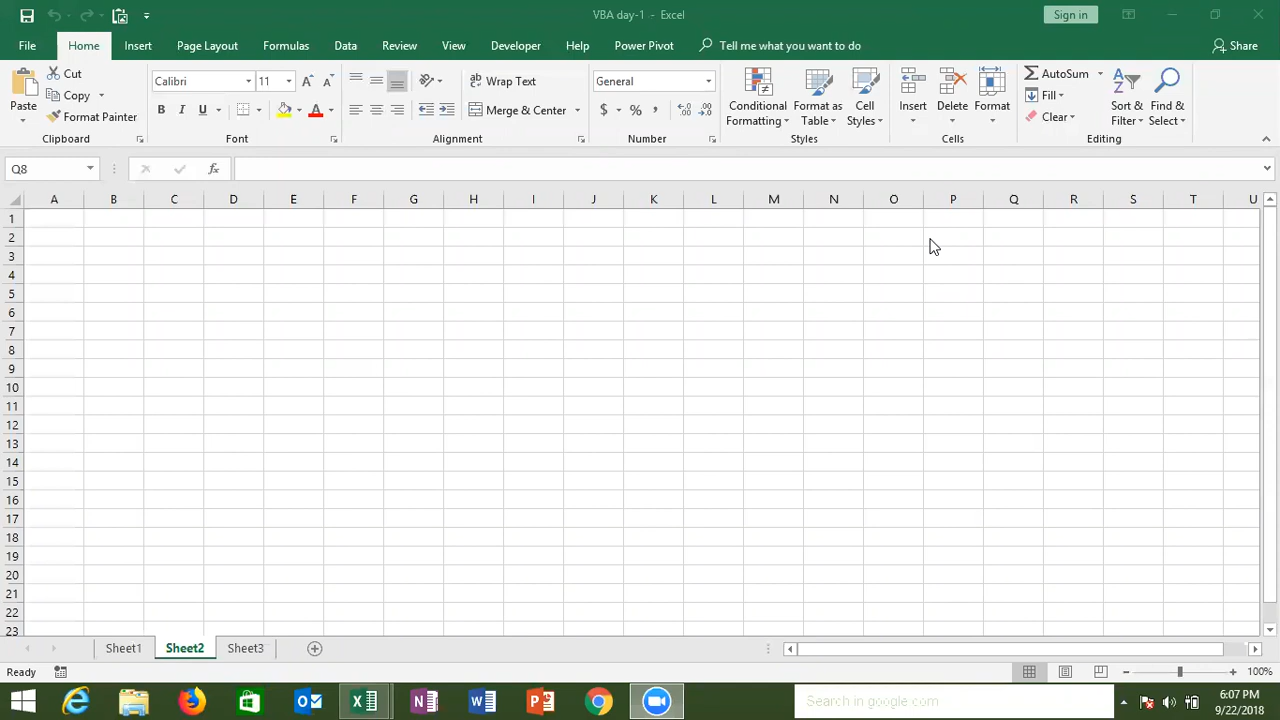 VBA day-1 - Excel
Sign in
File Home Insert Page Layout Formulas Data Review View Developer Help Power Pivot Tell me what you want to do Share
Paste
Cut
Copy
Format Painter
Clipboard
Calibri 11
B I U
Font
Wrap Text
Merge & Center
Alignment
General
$ % ,
Number
Conditional Formatting
Format as Table
Cell Styles
Styles
Insert Delete Format
Cells
AutoSum
Fill
Clear
Sort & Filter
Find & Select
Editing
Q8
fx
A B C D E F G H I J K L M N O P Q R S T U
1
2
3
4
5
6
7
8
9
10
11
12
13
14
15
16
17
18
19
20
21
22
23
Sheet1 Sheet2 Sheet3
Ready
100%
Search in google.com
6:07 PM
9/22/2018